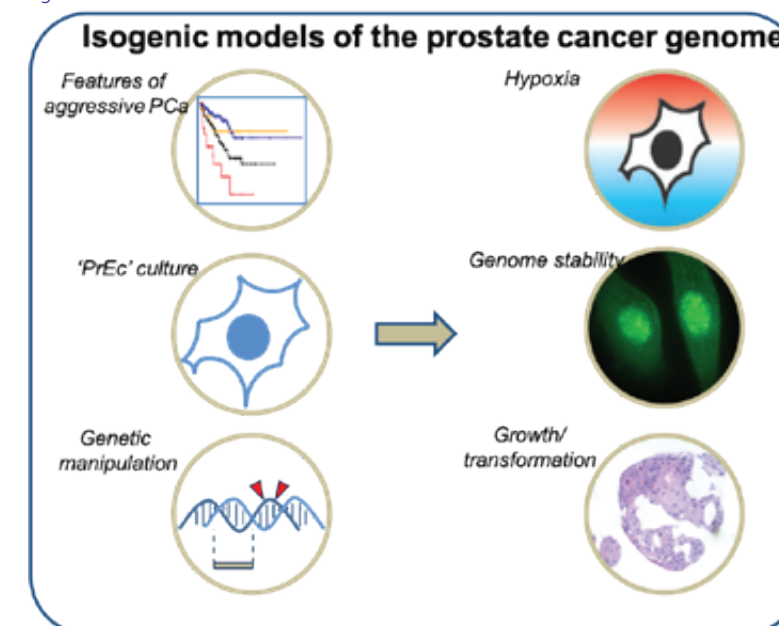 Isogenic models of the prostate cancer genome
Features of
aggressive PCa
Hypoxia
'PrEc' culture
Genome stability
Genetic
manipulation
Growth/
transformation